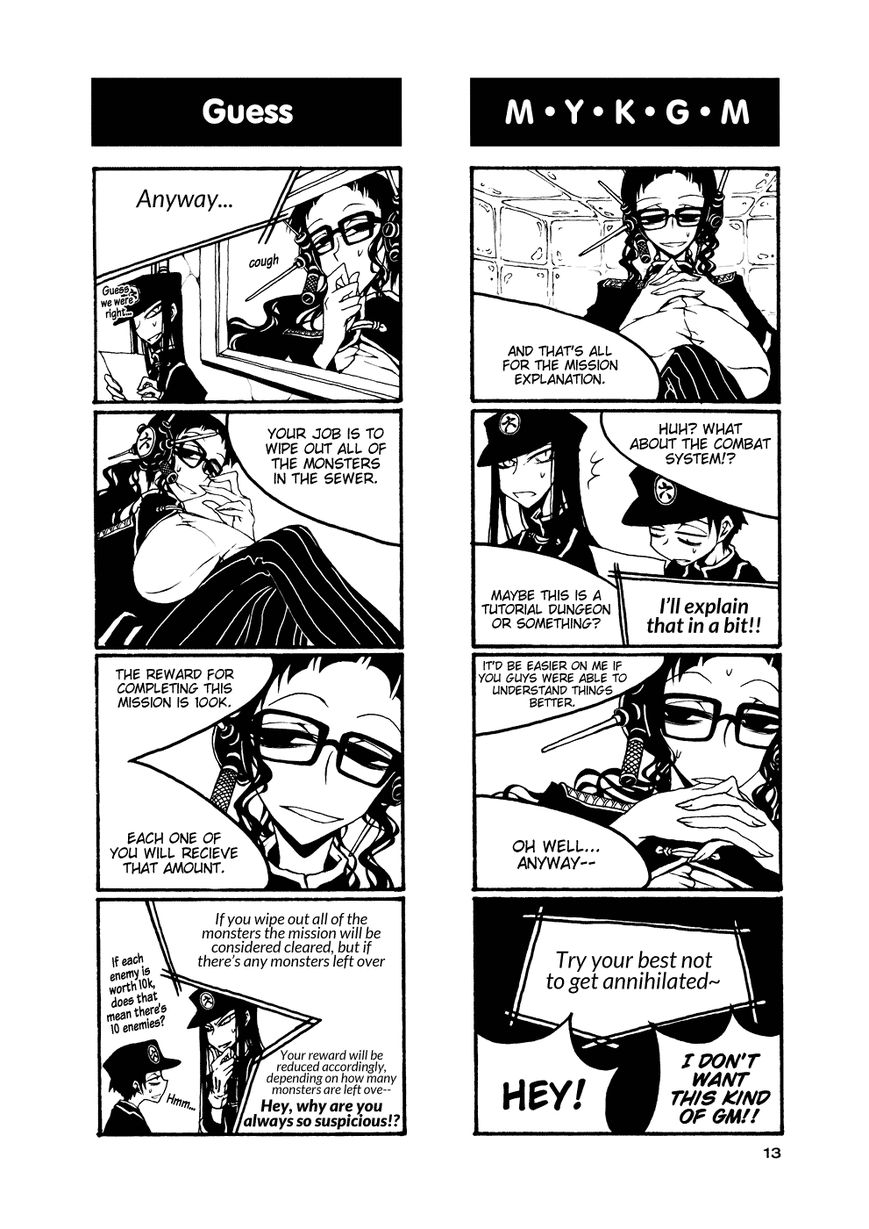 Guess
Anyway...
cough
Guess
we were
right...
YOUR JOB IS TO
WIPE OUT ALL OF
THE MONSTERS
IN THE SEWER.
THE REWARD FOR
COMPLETING THIS
MISSION IS 100K.
EACH ONE OF
YOU WILL RECIEVE
THAT AMOUNT.
If you wipe out all of the
monsters the mission will be
considered cleared, but if
there's any monsters left over
If each
enemy is
worth 10k,
does that
mean there's
10 enemies?
Hmm...
Your reward will be
reduced accordingly,
depending on how many
monsters are left ove--
Hey, why are you
always so suspicious!?
M・Y・K・G・M
AND THAT'S ALL
FOR THE MISSION
EXPLANATION.
HUH? WHAT
ABOUT THE COMBAT
SYSTEM!?
六
六
MAYBE THIS IS A
TUTORIAL DUNGEON
OR SOMETHING?
I'll explain
that in a bit!!
IT'D BE EASIER ON ME IF
YOU GUYS WERE ABLE TO
UNDERSTAND THINGS
BETTER.
OH WELL...
ANYWAY--
Try your best not
to get annihilated~
HEY!
I DON'T
WANT
THIS KIND
OF GM!!
13